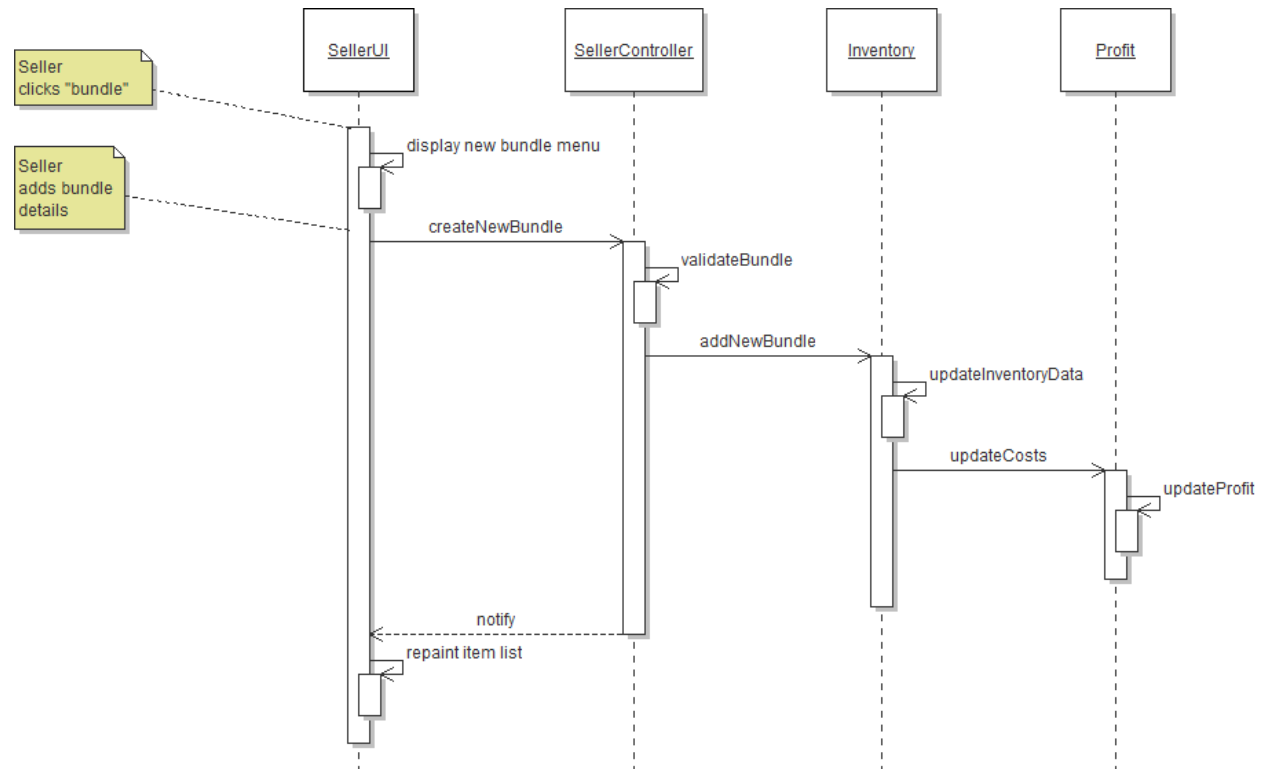 SellerUI
SellerController
Inventory
Profit
Seller
clicks "bundle"
display new bundle menu
Seller
adds bundle
details
createNewBundle
validateBundle
addNewBundle
updateInventoryData
updateCosts
updateProfit
notify
repaint item list